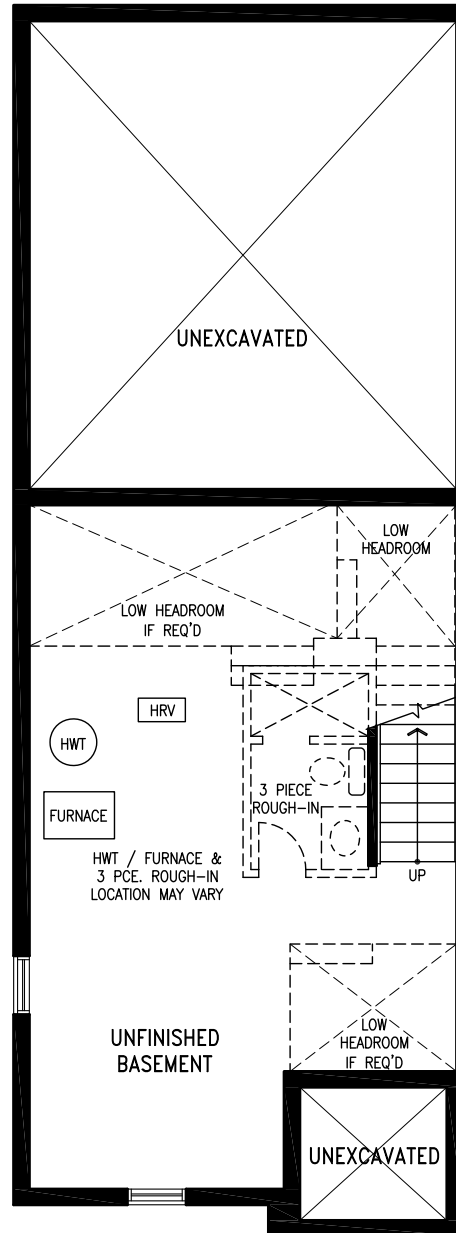 UNEXCAVATED
LOW
HEADROOM
LOW HEADROOM
IF REQ'D
HRV
HWT
3 PIECE
ROUGH-IN
FURNACE
HWT / FURNACE &
3 PCE. ROUGH-IN
LOCATION MAY VARY
UP
UNFINISHED
BASEMENT
LOW
HEADROOM
IF REQ'D
UNEXCAVATED